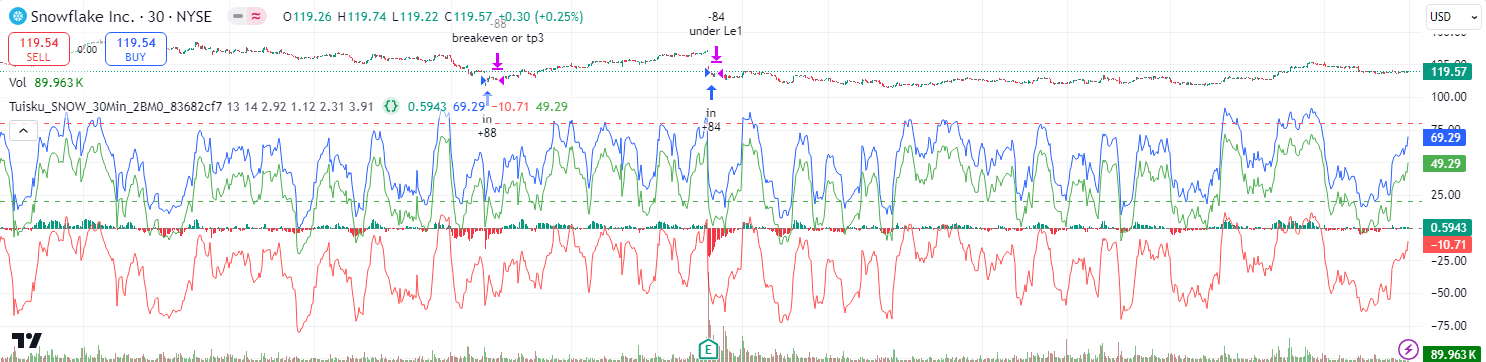 Snowflake Inc. · 30 · NYSE O119.26 H119.74 L119.22 C119.57 +0.30 (+0.25%)
-88
breakeven or tp3
-84
under Le1
USD
119.54
SELL
0.00
119.54
BUY
119.57
Vol 89.963 K
100.00
Tuisku_SNOW_30Min_2BM0_83682cf7 13 14 2.92 1.12 2.31 3.91 {} 0.5943 69.29 −10.71 49.29
in
+88
in
+84
69.29
49.29
25.00
0.5943
−10.71
−25.00
−50.00
−75.00
E
89.963 K